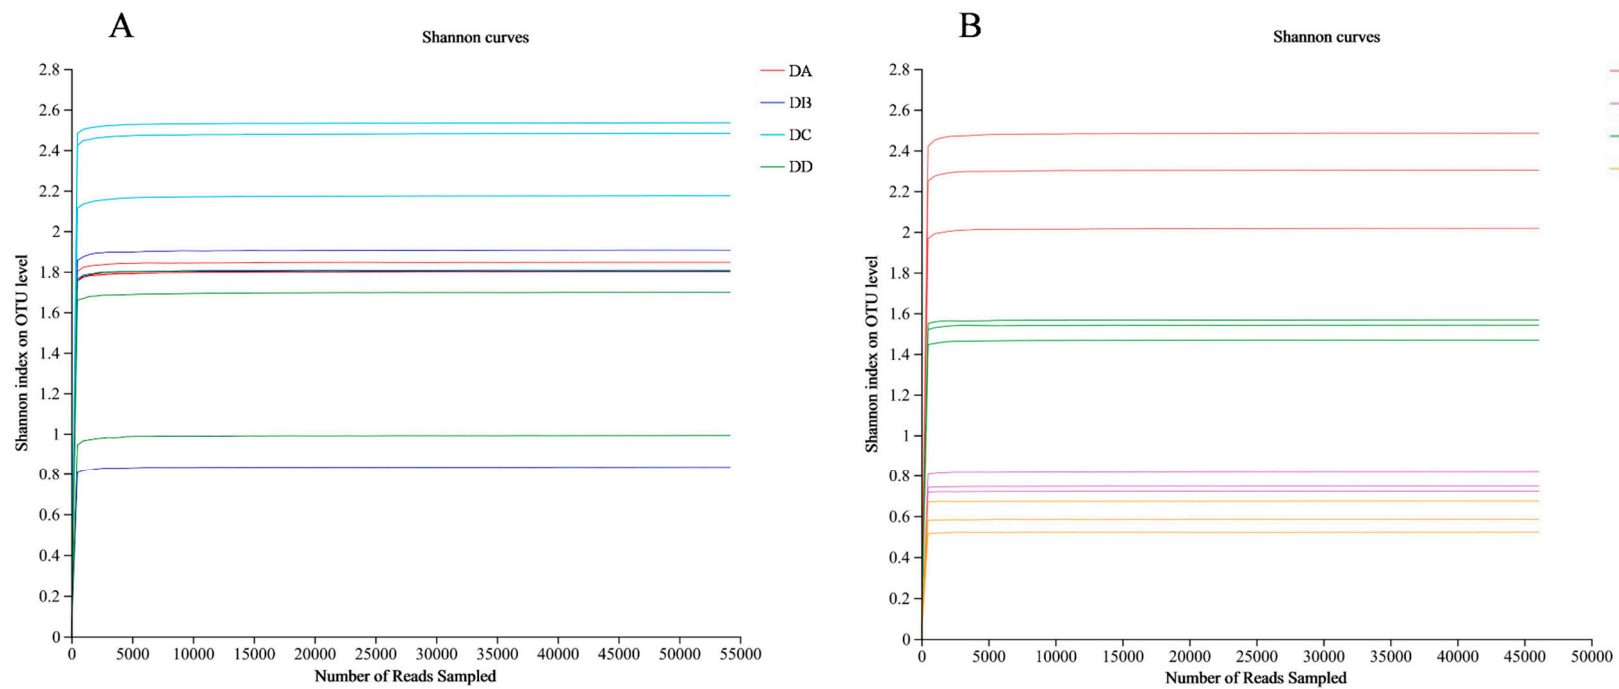 A
Shannon curves
2.8
2.6
2.4
2.2
2
1.8
1.6
1.4
1.2
1
0.8
0.6
0.4
0.2
0
Shannon index on OTU level
0 5000 10000 15000 20000 25000 30000 35000 40000 45000 50000 55000
Number of Reads Sampled
DA
DB
DC
DD
B
Shannon curves
2.8
2.6
2.4
2.2
2
1.8
1.6
1.4
1.2
1
0.8
0.6
0.4
0.2
0
Shannon index on OTU level
0 5000 10000 15000 20000 25000 30000 35000 40000 45000 50000
Number of Reads Sampled